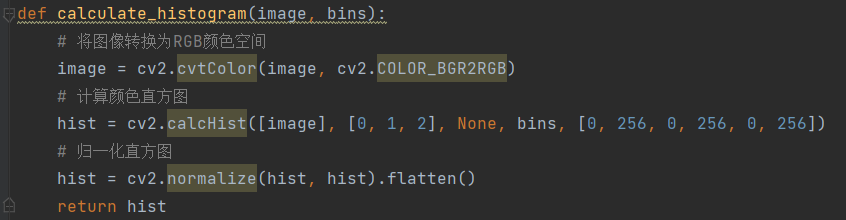 def calculate_histogram(image, bins):
    # 将图像转换为RGB颜色空间
    image = cv2.cvtColor(image, cv2.COLOR_BGR2RGB)
    # 计算颜色直方图
    hist = cv2.calcHist([image], [0, 1, 2], None, bins, [0, 256, 0, 256, 0, 256])
    # 归一化直方图
    hist = cv2.normalize(hist, hist).flatten()
    return hist